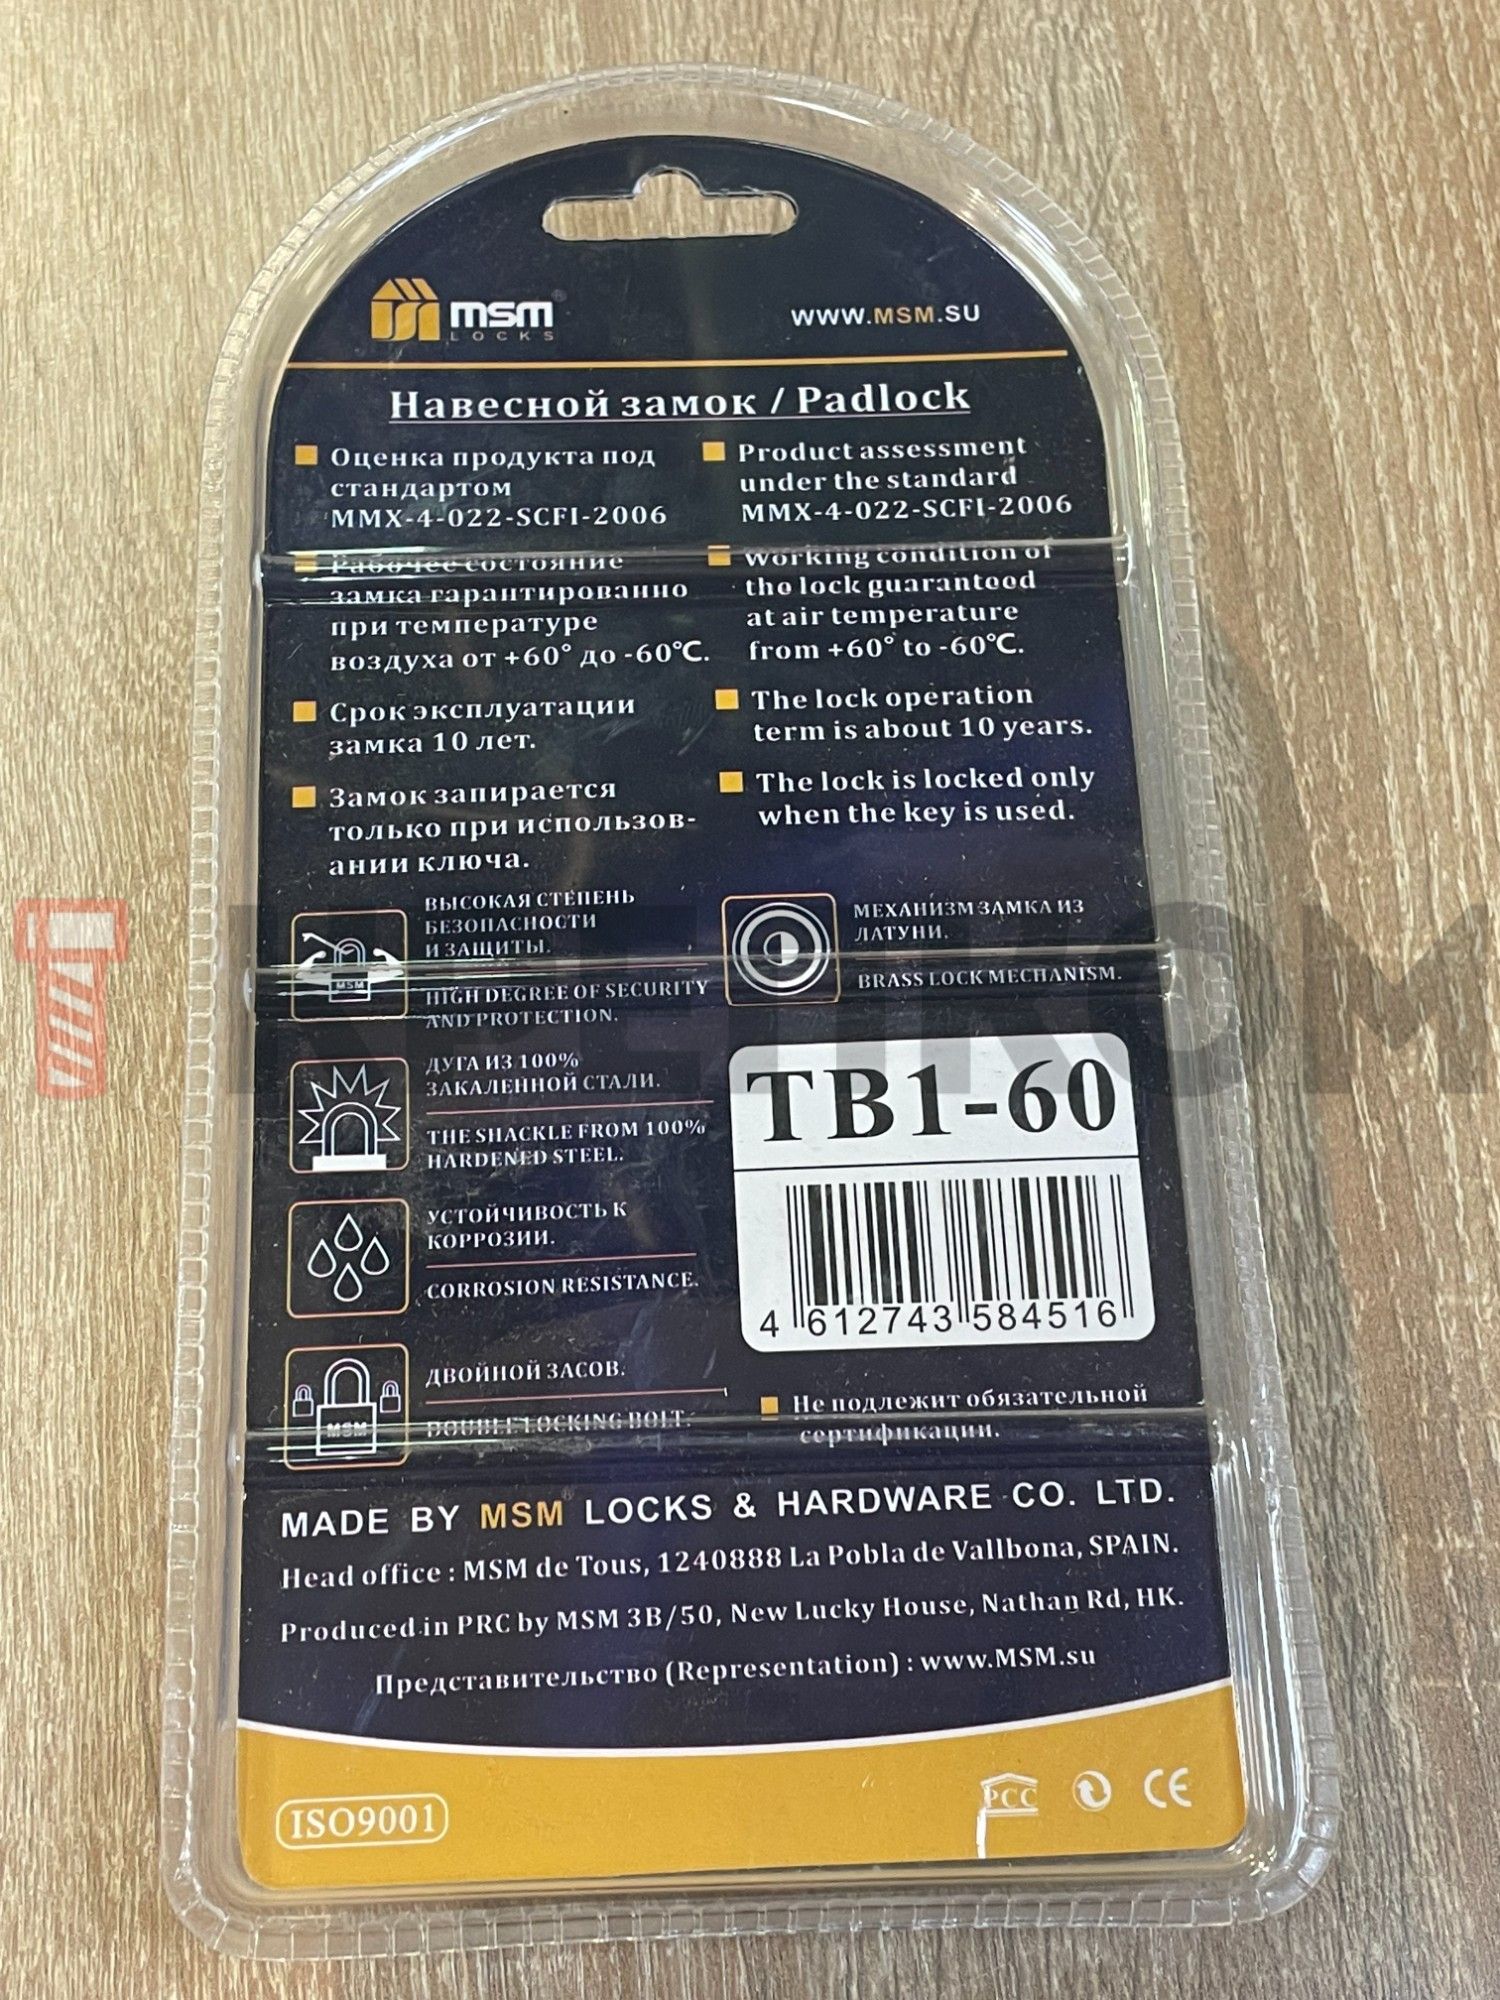 msm
LOCKS
WWW.MSM.SU
Навесной замок / Padlock
Оценка продукта под
стандартом
MMX-4-022-SCFI-2006
Рабочее состояние
замка гарантированно
при температуре
воздуха от +60° до -60℃.
Срок эксплуатации
замка 10 лет.
Замок запирается
только при использов-
ании ключа.
Product assessment
under the standard
MMX-4-022-SCFI-2006
Working condition of
the lock guaranteed
at air temperature
from +60° to -60℃.
The lock operation
term is about 10 years.
The lock is locked only
when the key is used.
ВЫСОКАЯ СТЕПЕНЬ
БЕЗОПАСНОСТИ
И ЗАЩИТЫ.
HIGH DEGREE OF SECURITY
AND PROTECTION.
MSM
МЕХАНИЗМ ЗАМКА ИЗ
ЛАТУНИ.
BRASS LOCK MECHANISM.
КРЕПКОМ
ДУГА ИЗ 100%
ЗАКАЛЕННОЙ СТАЛИ.
THE SHACKLE FROM 100%
HARDENED STEEL.
УСТОЙЧИВОСТЬ К
КОРРОЗИИ.
CORROSION RESISTANCE.
ДВОЙНОЙ ЗАСОВ.
DOUBLE LOCKING BOLT.
MSM
TB1-60
4 612743 584516
Не подлежит обязательной
сертификации.
MADE BY MSM® LOCKS & HARDWARE CO. LTD.
Head office : MSM de Tous, 1240888 La Pobla de Vallbona, SPAIN.
Produced in PRC by MSM 3B/50, New Lucky House, Nathan Rd, HK.
Представительство (Representation) : www.MSM.su
ISO9001
РСС
CE